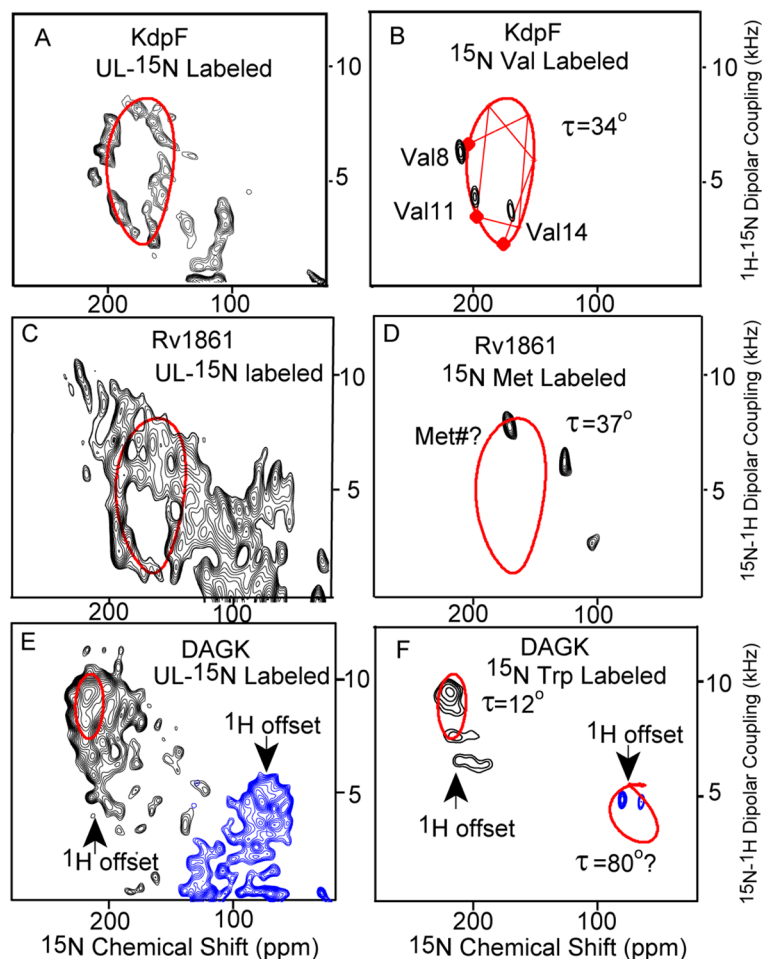 A
KdpF
UL-15N Labeled
10
5
200
100
B
KdpF
15N Val Labeled
τ=34o
Val8
Val11
Val14
10
5
200
100
1H-15N Dipolar Coupling (kHz)
C
Rv1861
UL-15N labeled
10
5
200
100
D
Rv1861
15N Met Labeled
Met#?
τ=37o
10
5
200
100
15N-1H Dipolar Coupling (kHz)
E
DAGK
UL-15N Labeled
1H offset
1H offset
10
5
200
100
15N Chemical Shift (ppm)
F
DAGK
15N Trp Labeled
τ=12o
1H offset
1H offset
τ=80o?
10
5
200
100
15N Chemical Shift (ppm)
15N-1H Dipolar Coupling (kHz)